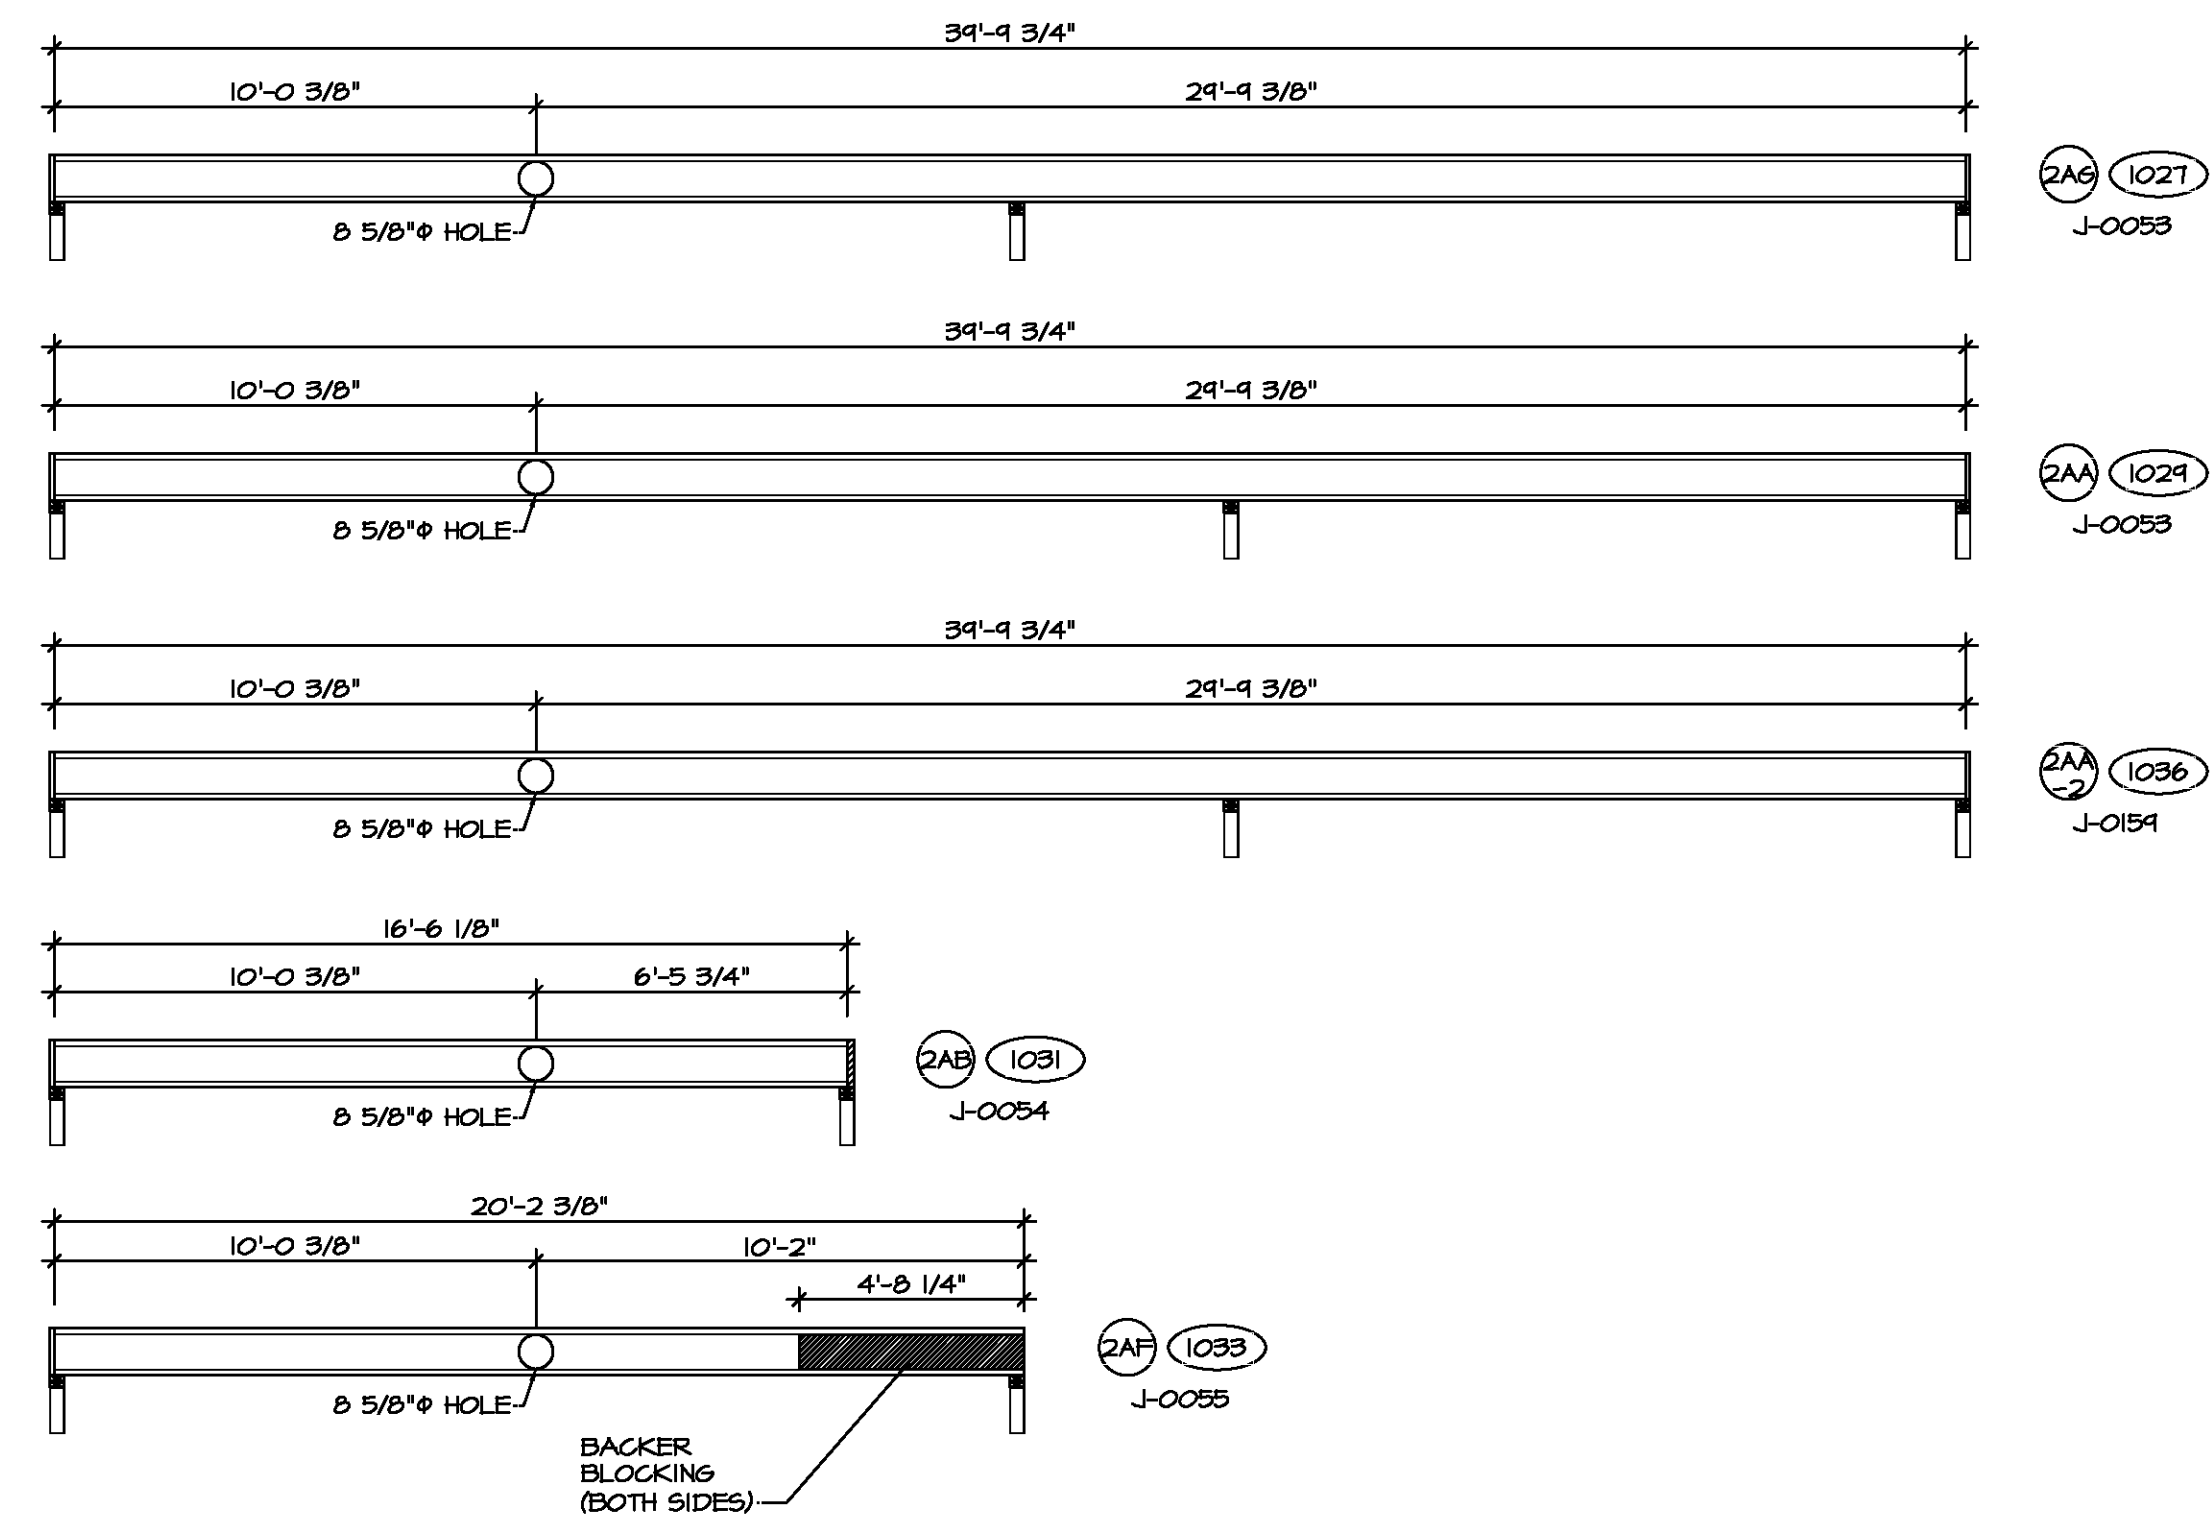 39'-9 3/4"
10'-0 3/8" 29'-9 3/8"
2AG 1027
8 5/8"Φ HOLE J-0053
39'-9 3/4"
10'-0 3/8" 29'-9 3/8"
2AA 1029
8 5/8"Φ HOLE J-0053
39'-9 3/4"
10'-0 3/8" 29'-9 3/8"
2AA
-2 1036
8 5/8"Φ HOLE J-0159
16'-6 1/8"
10'-0 3/8" 6'-5 3/4"
2AB 1031
8 5/8"Φ HOLE J-0054
20'-2 3/8"
10'-0 3/8" 10'-2"
4'-8 1/4"
2AF 1033
8 5/8"Φ HOLE J-0055
BACKER
BLOCKING
(BOTH SIDES)